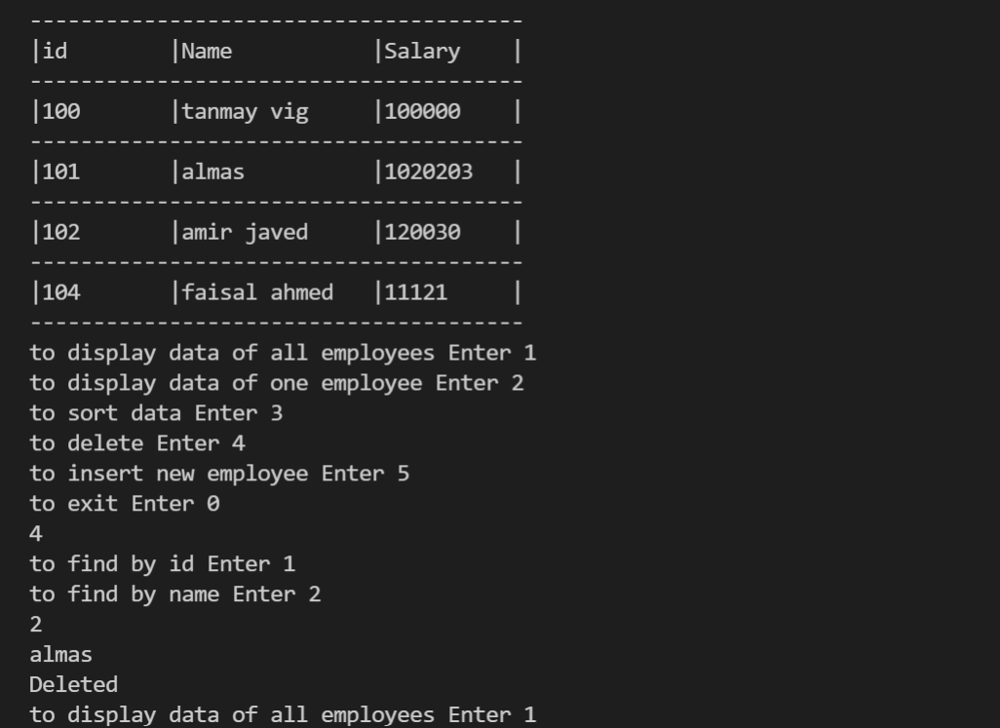 ---------------------------------------
|id        |Name           |Salary    |
---------------------------------------
|100       |tanmay vig     |100000    |
---------------------------------------
|101       |almas          |1020203   |
---------------------------------------
|102       |amir javed     |120030    |
---------------------------------------
|104       |faisal ahmed   |11121     |
---------------------------------------
to display data of all employees Enter 1
to display data of one employee Enter 2
to sort data Enter 3
to delete Enter 4
to insert new employee Enter 5
to exit Enter 0
4
to find by id Enter 1
to find by name Enter 2
2
almas
Deleted
to display data of all employees Enter 1